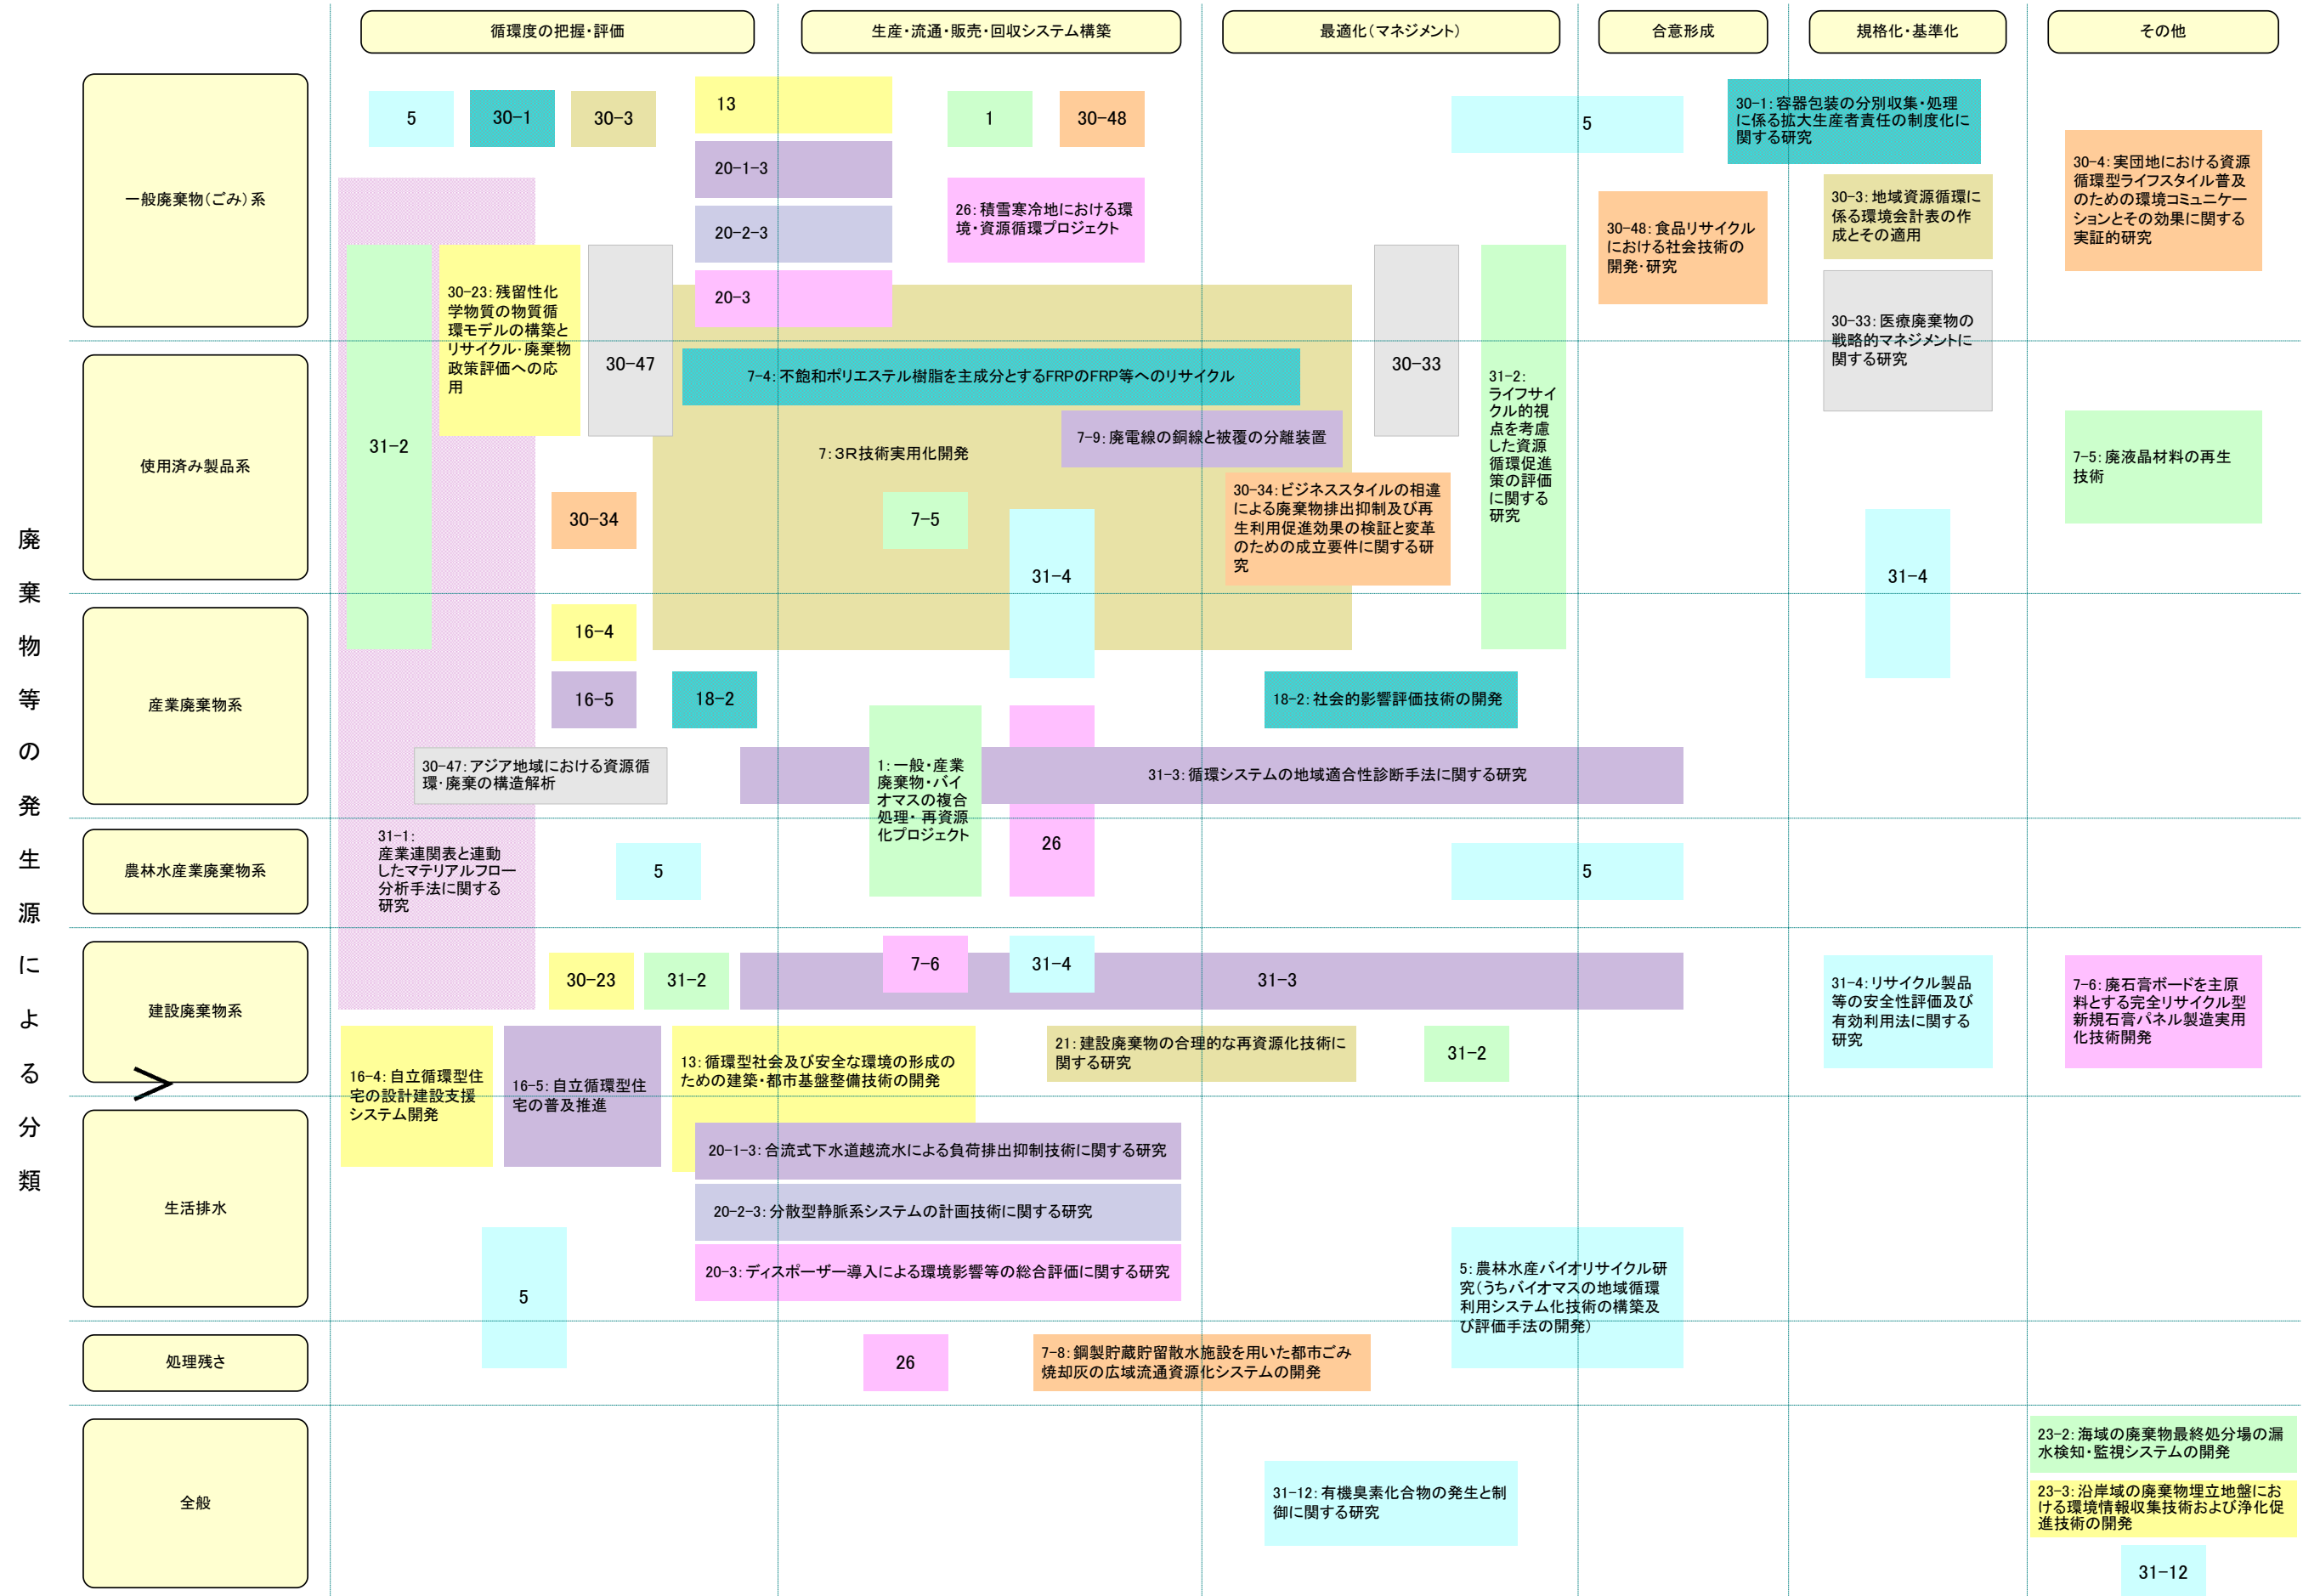 循環度の把握・評価
生産・流通・販売・回収システム構築
最適化(マネジメント)
合意形成
規格化・基準化
その他
廃棄物等の発生源による分類
一般廃棄物(ごみ)系
5
30-1
30-3
13
20-1-3
20-2-3
20-3
1
30-48
26:積雪寒冷地における環
境・資源循環プロジェクト
5
30-1:容器包装の分別収集・処理
に係る拡大生産者責任の制度化に
関する研究
30-48:食品リサイクル
における社会技術の
開発・研究
30-3:地域資源循環に
係る環境会計表の作
成とその適用
30-4:実団地における資源
循環型ライフスタイル普及
のための環境コミュニケー
ションとその効果に関する
実証的研究
30-33:医療廃棄物の
戦略的マネジメントに
関する研究
30-23:残留性化
学物質の物質循
環モデルの構築と
リサイクル・廃棄物
政策評価への応
用
30-47
30-33
使用済み製品系
31-2
7-4:不飽和ポリエステル樹脂を主成分とするFRPのFRP等へのリサイクル
7-9:廃電線の銅線と被覆の分離装置
7:3R技術実用化開発
31-2:
ライフサイ
クル的視
点を考慮
した資源
循環促進
策の評価
に関する
研究
30-34
7-5
31-4
30-34:ビジネススタイルの相違
による廃棄物排出抑制及び再
生利用促進効果の検証と変革
のための成立要件に関する研
究
31-4
7-5:廃液晶材料の再生
技術
産業廃棄物系
16-4
16-5
18-2
18-2:社会的影響評価技術の開発
30-47:アジア地域における資源循
環・廃棄の構造解析
1:一般・産業
廃棄物・バイ
オマスの複合
処理・再資源
化プロジェクト
31-3:循環システムの地域適合性診断手法に関する研究
農林水産業廃棄物系
31-1:
産業連関表と連動
したマテリアルフロー
分析手法に関する
研究
5
26
5
建設廃棄物系
30-23
31-2
7-6
31-4
31-3
31-4:リサイクル製品
等の安全性評価及び
有効利用法に関する
研究
7-6:廃石膏ボードを主原
料とする完全リサイクル型
新規石膏パネル製造実用
化技術開発
16-4:自立循環型住
宅の設計建設支援
システム開発
16-5:自立循環型住
宅の普及推進
13:循環型社会及び安全な環境の形成の
ための建築・都市基盤整備技術の開発
21:建設廃棄物の合理的な再資源化技術に
関する研究
31-2
生活排水
20-1-3:合流式下水道越流水による負荷排出抑制技術に関する研究
20-2-3:分散型静脈系システムの計画技術に関する研究
20-3:ディスポーザー導入による環境影響等の総合評価に関する研究
5
5:農林水産バイオリサイクル研
究(うちバイオマスの地域循環
利用システム化技術の構築及
び評価手法の開発)
処理残さ
26
7-8:鋼製貯蔵貯留散水施設を用いた都市ごみ
焼却灰の広域流通資源化システムの開発
全般
31-12:有機臭素化合物の発生と制
御に関する研究
23-2:海域の廃棄物最終処分場の漏
水検知・監視システムの開発
23-3:沿岸域の廃棄物埋立地盤にお
ける環境情報収集技術および浄化促
進技術の開発
31-12